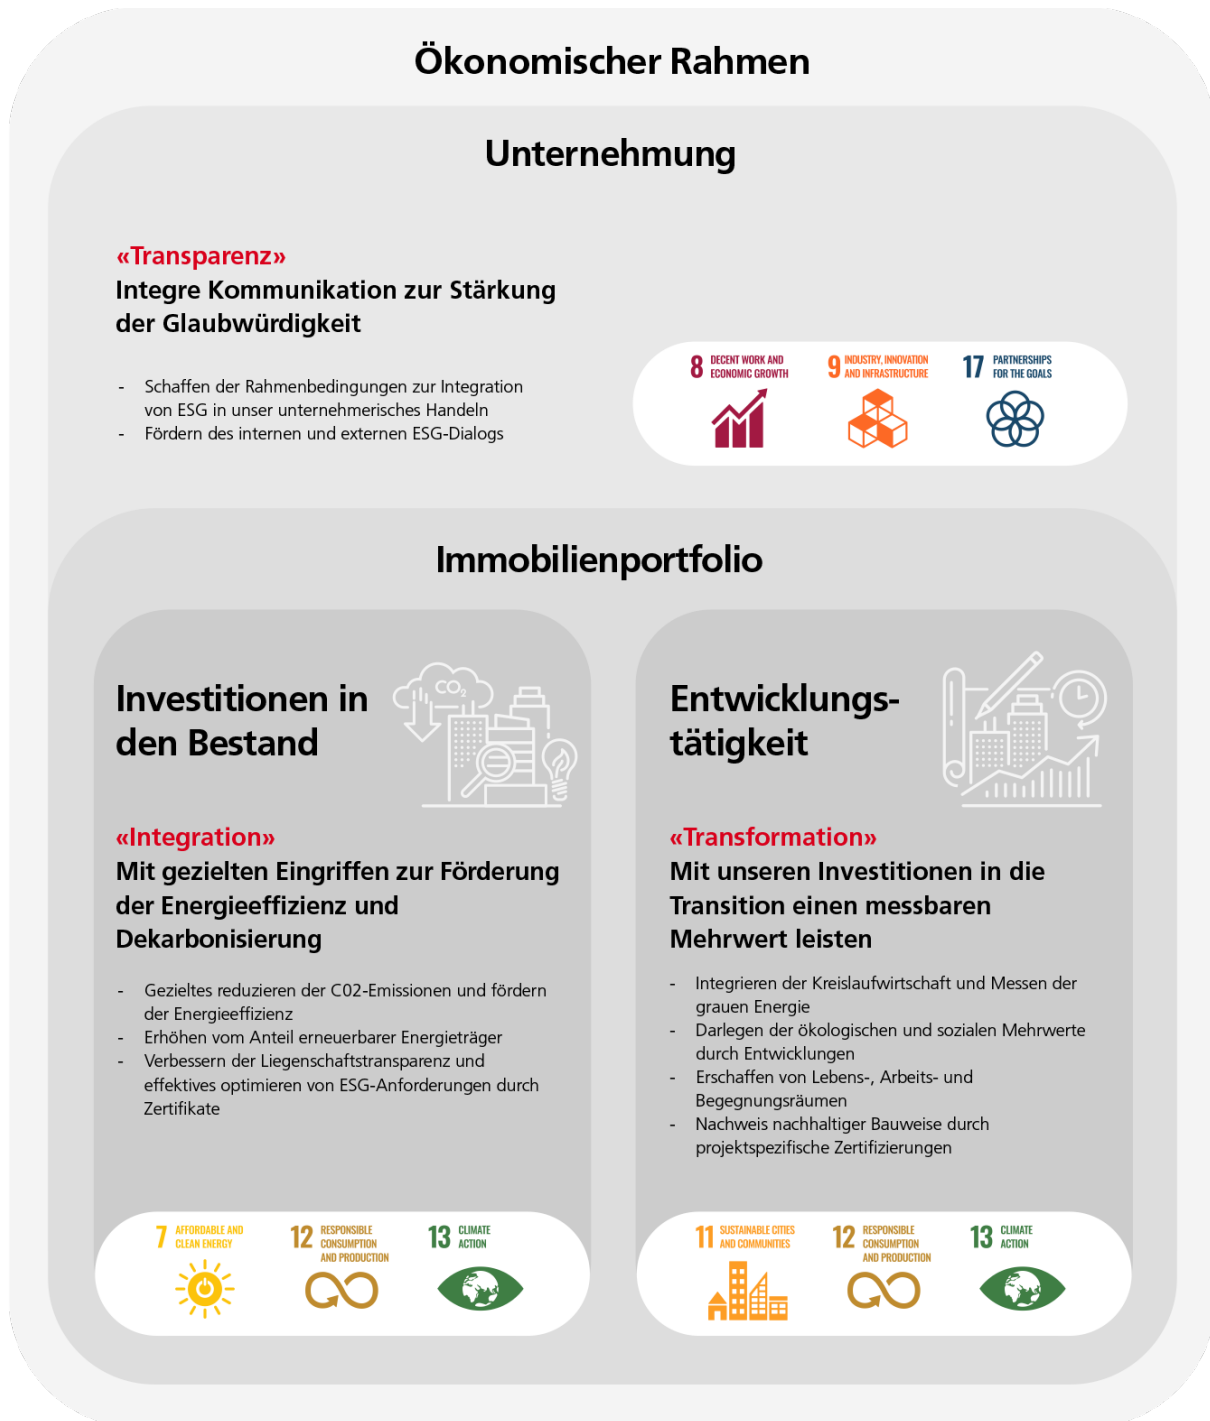 Ökonomischer Rahmen
Unternehmung
«Transparenz»
Integre Kommunikation zur Stärkung
der Glaubwürdigkeit
- Schaffen der Rahmenbedingungen zur Integration
von ESG in unser unternehmerisches Handeln
- Fördern des internen und externen ESG-Dialogs
8 DECENT WORK AND
ECONOMIC GROWTH
9 INDUSTRY, INNOVATION
AND INFRASTRUCTURE
17 PARTNERSHIPS
FOR THE GOALS
Immobilienportfolio
Investitionen in
den Bestand
CO₂
«Integration»
Mit gezielten Eingriffen zur Förderung
der Energieeffizienz und
Dekarbonisierung
- Gezieltes reduzieren der C02-Emissionen und fördern
der Energieeffizienz
- Erhöhen vom Anteil erneuerbarer Energieträger
- Verbessern der Liegenschaftstransparenz und
effektives optimieren von ESG-Anforderungen durch
Zertifikate
7 AFFORDABLE AND
CLEAN ENERGY
12 RESPONSIBLE
CONSUMPTION
AND PRODUCTION
13 CLIMATE
ACTION
Entwicklungs-
tätigkeit
«Transformation»
Mit unseren Investitionen in die
Transition einen messbaren
Mehrwert leisten
- Integrieren der Kreislaufwirtschaft und Messen der
grauen Energie
- Darlegen der ökologischen und sozialen Mehrwerte
durch Entwicklungen
- Erschaffen von Lebens-, Arbeits- und
Begegnungsräumen
- Nachweis nachhaltiger Bauweise durch
projektspezifische Zertifizierungen
11 SUSTAINABLE CITIES
AND COMMUNITIES
12 RESPONSIBLE
CONSUMPTION
AND PRODUCTION
13 CLIMATE
ACTION